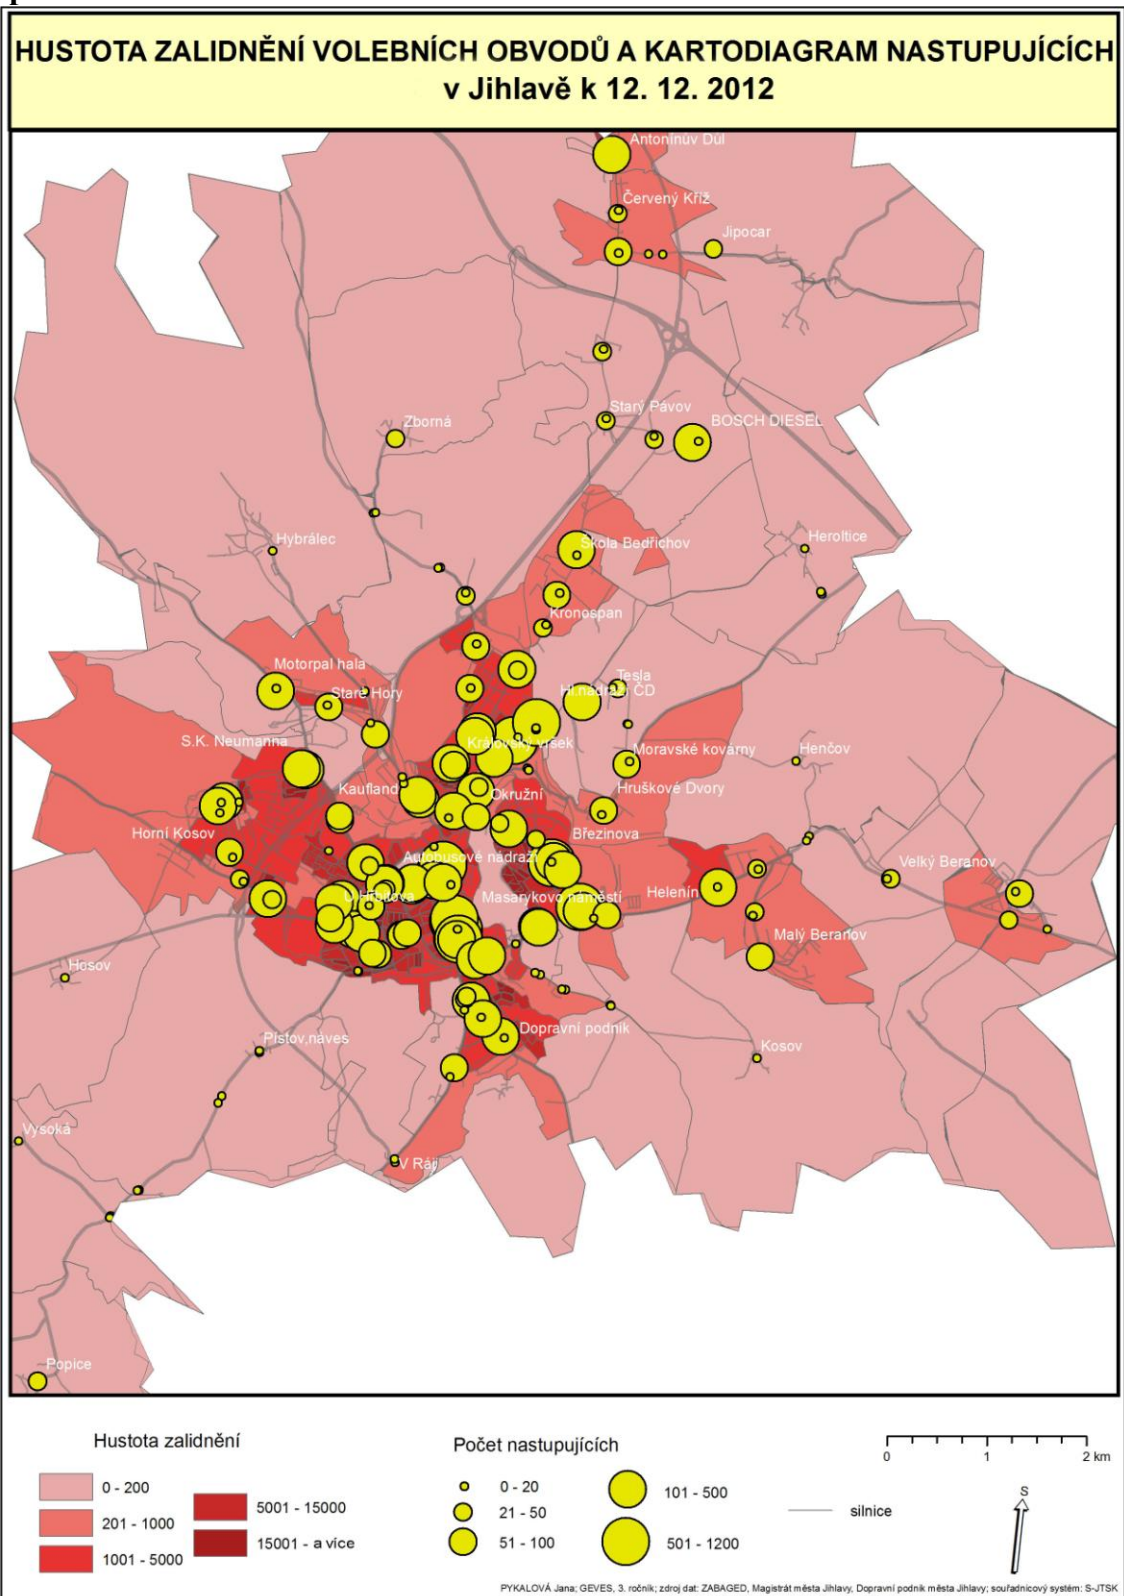 HUSTOTA ZALIDNĚNÍ VOLEBNÍCH OBVODŮ A KARTODIAGRAM NASTUPUJÍCÍCH
v Jihlavě k 12. 12. 2012
Antonínův Důl
Červený Kříž
Jipocar
Starý Pávov
Zborná
BOSCH DIESEL
Hybrálec
Škola Bedřichov
Heroltice
Kronospan
Motorpal hala
Tesla
Staré Hory
Hl.nádraží ČD
S.K. Neumanna
Královský vršek
Moravské kovárny
Henčov
Kaufland
Okružní
Hruškové Dvory
Horní Kosov
Březinova
Autobusové nádraží
Velký Beranov
U Hřbitova
Masarykovo náměstí
Helenín
Malý Beranov
Hosov
Dopravní podnik
Pístov,náves
Kosov
Vysoká
V Ráji
Popice
Hustota zalidnění
0 - 200
201 - 1000
1001 - 5000
5001 - 15000
15001 - a více
Počet nastupujících
0 - 20
21 - 50
51 - 100
101 - 500
501 - 1200
silnice
0 1 2 km
S
PYKALOVÁ Jana; GEVES, 3. ročník; zdroj dat: ZABAGED, Magistrát města Jihlavy, Dopravní podnik města Jihlavy; souřadnicový systém: S-JTSK